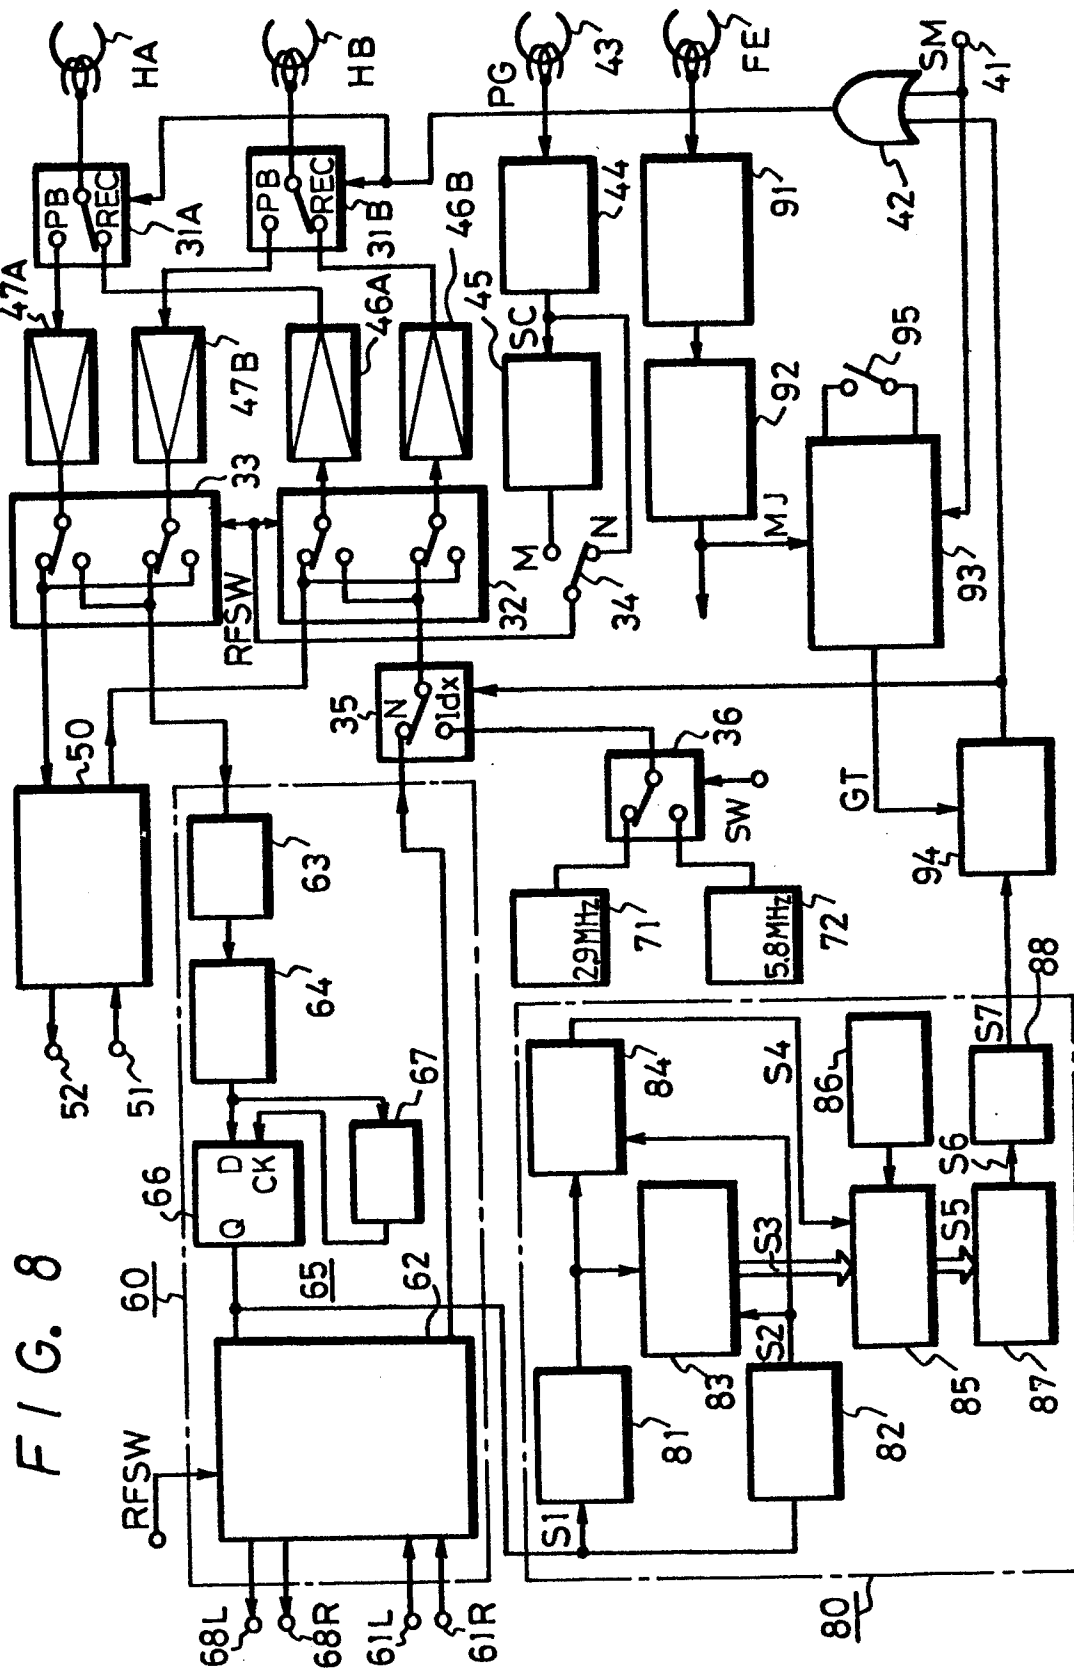 FIG. 8
HA
HB
PG
43
FE
SM
41
PB
REC
31A
PB
REC
31B
47A
47B
46A
46B
44
45
SC
91
92
42
95
33
RFSW
32
M
N
34
MJ
93
50
52
51
35
N
Idx
36
SW
GT
94
60
63
64
67
66
D
CK
Q
65
62
2.9MHz
71
5.8MHz
72
RFSW
68L
68R
61L
61R
80
S1
81
82
S2
83
S3
84
S4
86
85
S5
87
S6
88
S7